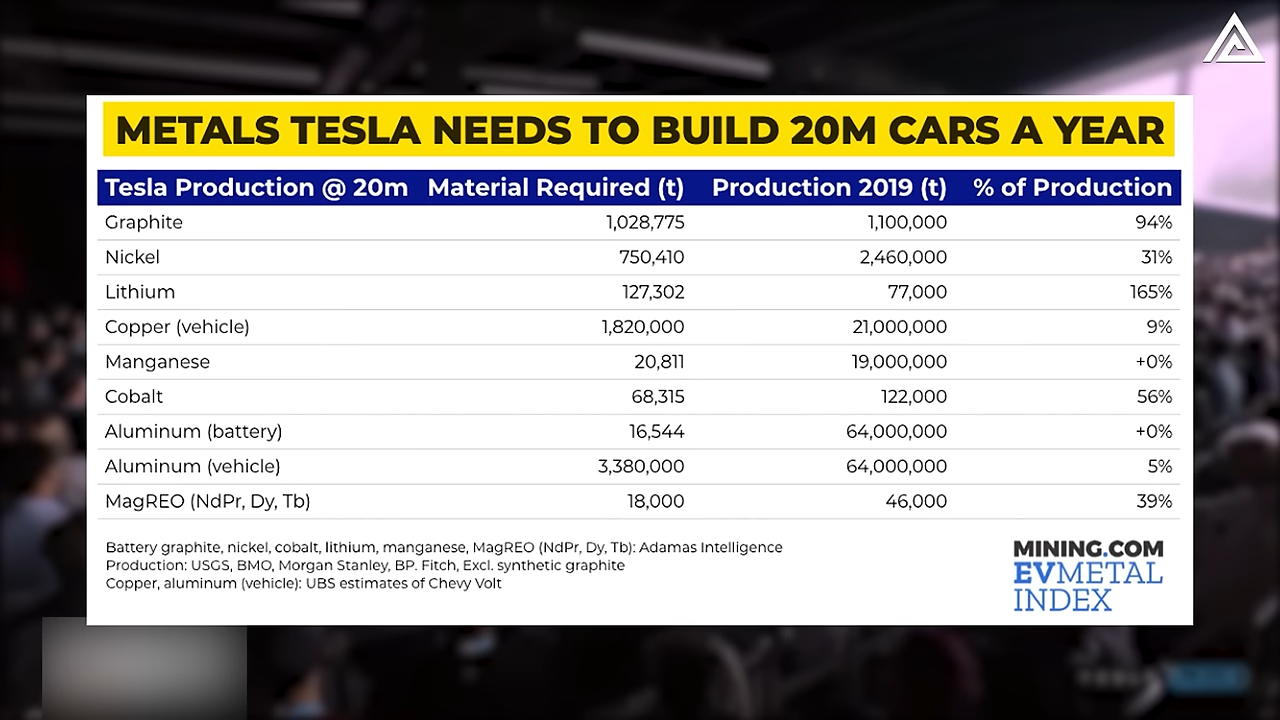 METALS TESLA NEEDS TO BUILD 20M CARS A YEAR
Tesla Production @ 20m Material Required (t) Production 2019 (t) % of Production
Graphite 1,028,775 1,100,000 94%
Nickel 750,410 2,460,000 31%
Lithium 127,302 77,000 165%
Copper (vehicle) 1,820,000 21,000,000 9%
Manganese 20,811 19,000,000 +0%
Cobalt 68,315 122,000 56%
Aluminum (battery) 16,544 64,000,000 +0%
Aluminum (vehicle) 3,380,000 64,000,000 5%
MagREO (NdPr, Dy, Tb) 18,000 46,000 39%
Battery graphite, nickel, cobalt, lithium, manganese, MagREO (NdPr, Dy, Tb): Adamas Intelligence
Production: USGS, BMO, Morgan Stanley, BP. Fitch, Excl. synthetic graphite
Copper, aluminum (vehicle): UBS estimates of Chevy Volt
MINING.COM
EVMETAL
INDEX